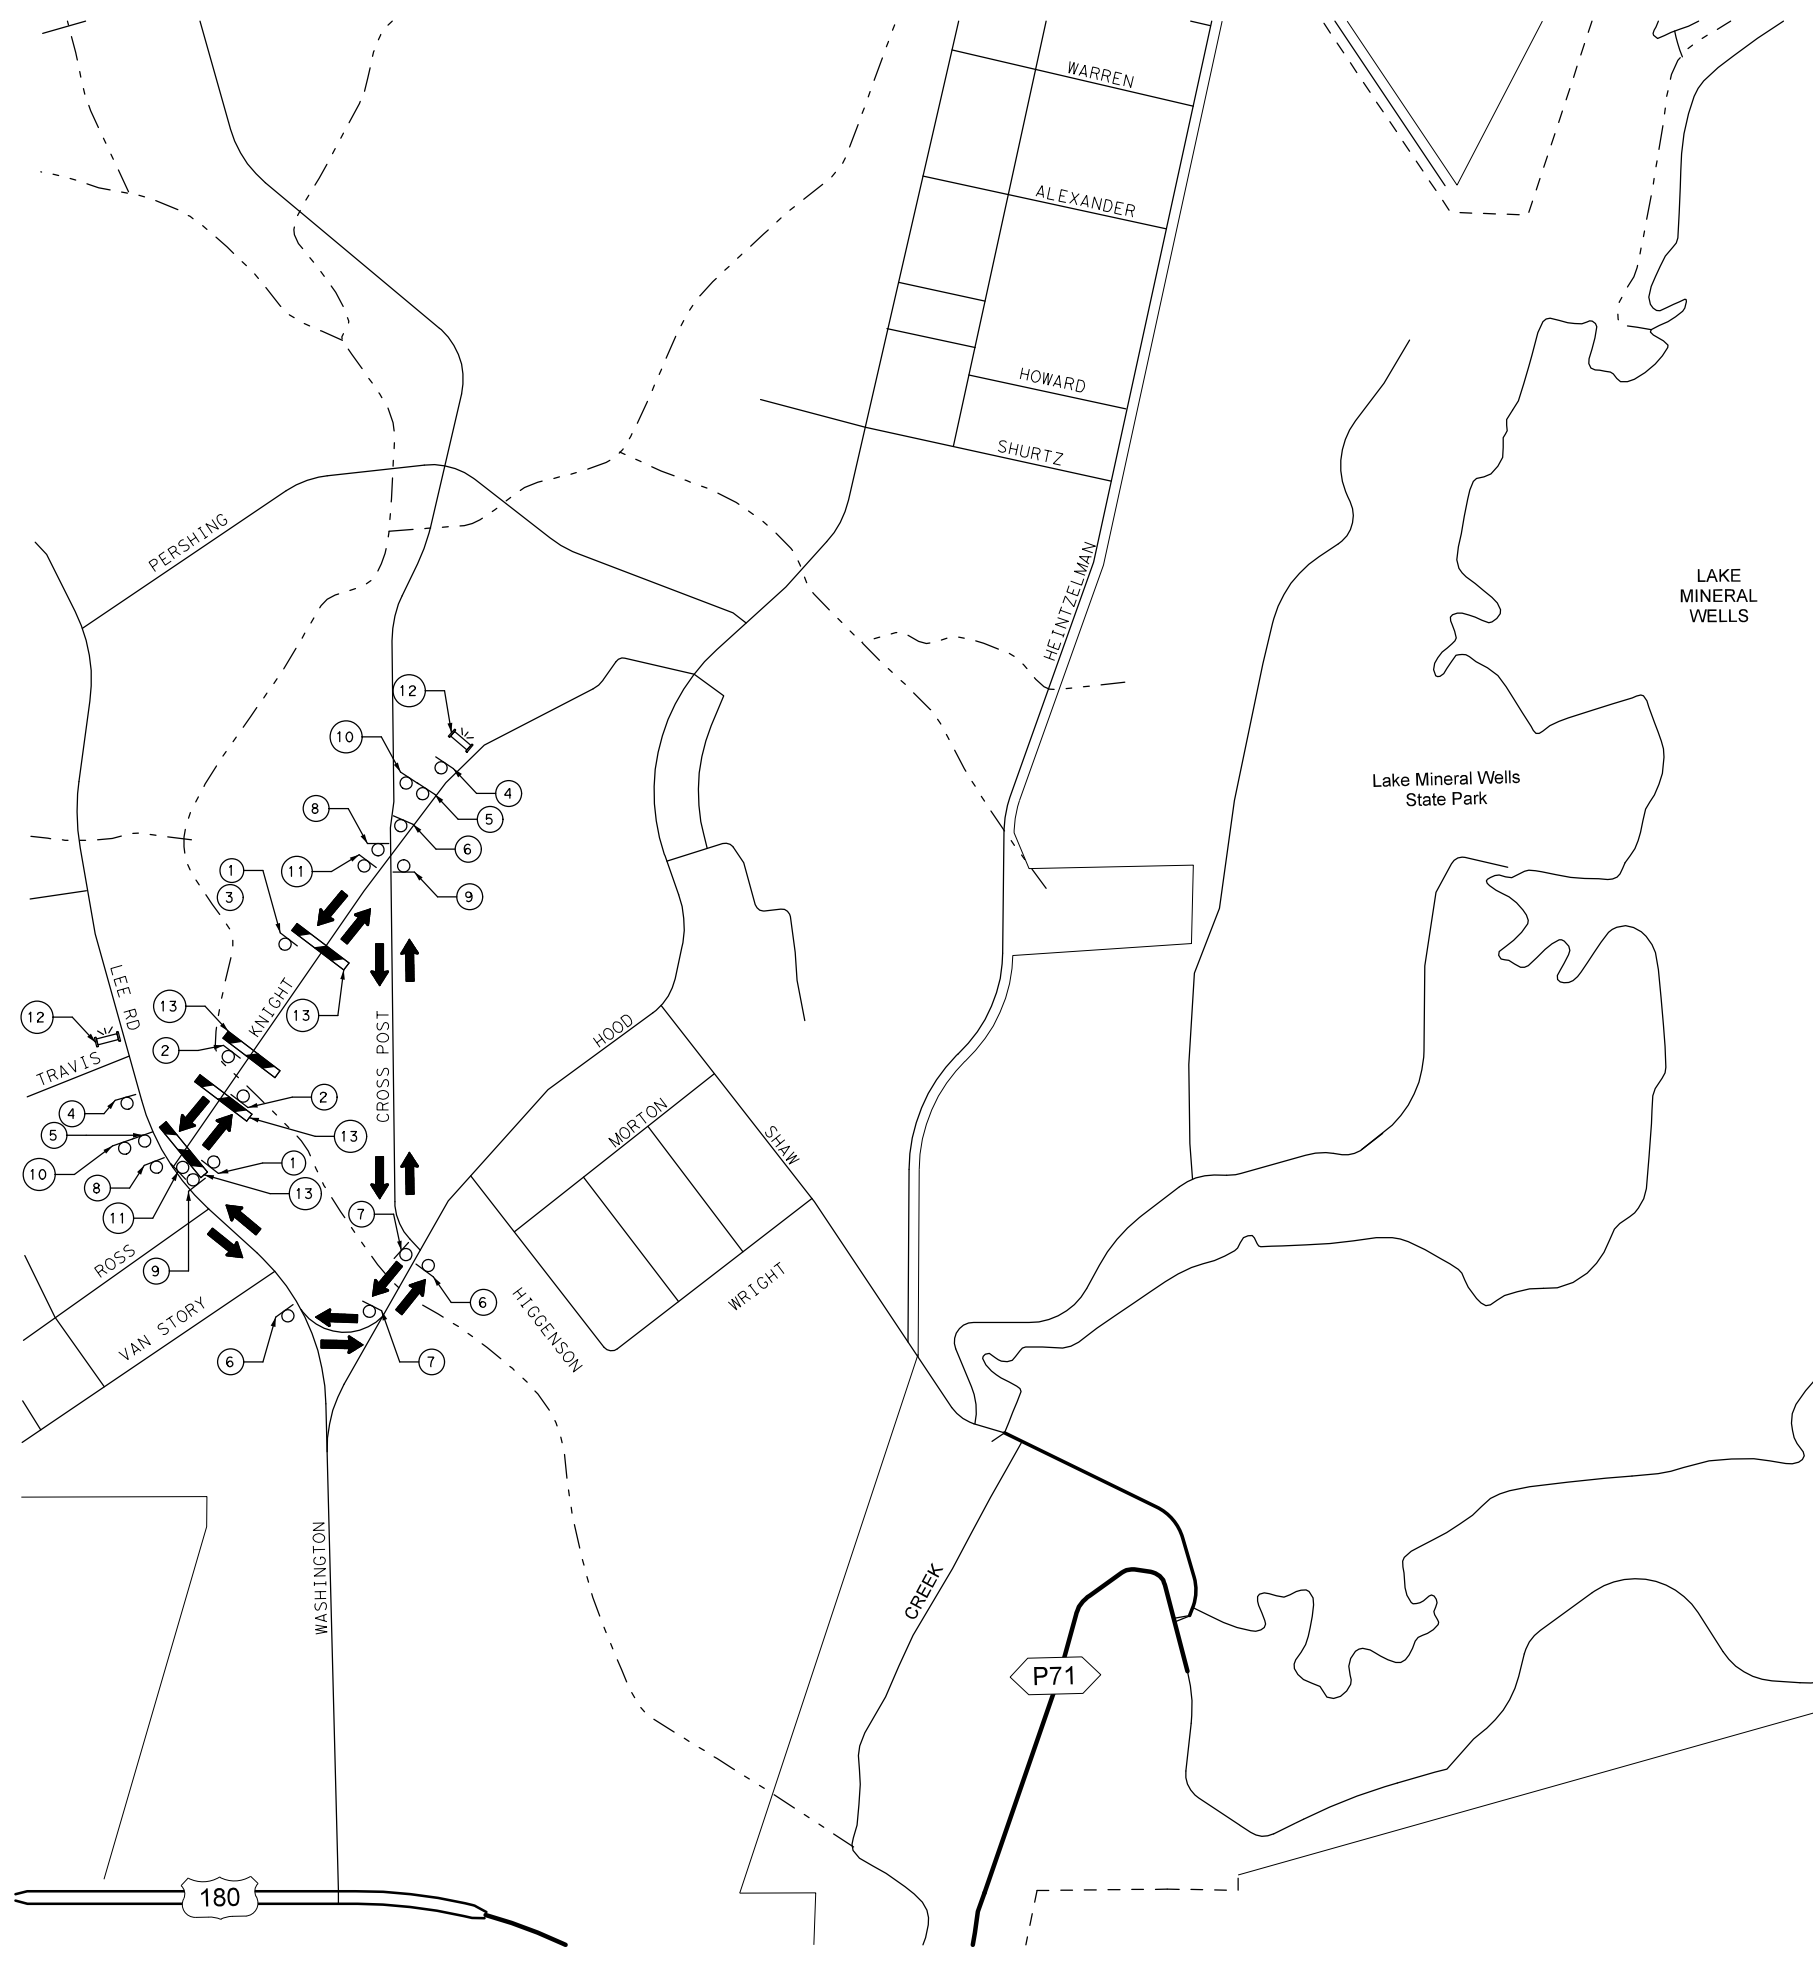 WARREN
ALEXANDER
HOWARD
SHURTZ
PERSHING
HEINTZELMAN
LAKE
MINERAL
WELLS
Lake Mineral Wells
State Park
12
10
4
5
8
6
11
1
3
9
LEE RD
KNIGHT
13
13
12
2
TRAVIS
CROSS POST
HOOD
2
4
MORTON
5
13
SHAW
10
1
8
13
11
7
ROSS
9
WRIGHT
HIGGENSON
6
VAN STORY
6
7
WASHINGTON
CREEK
P71
180